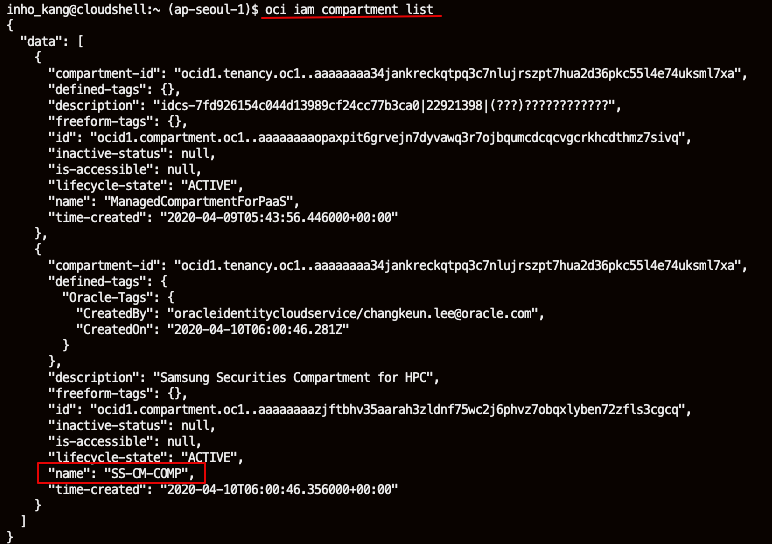 inho_kang@cloudshell:~ (ap-seoul-1)$ oci iam compartment list
{
  "data": [
    {
      "compartment-id": "ocid1.tenancy.oc1..aaaaaaaa34jankreckqtpq3c7nlujrszpt7hua2d36pkc55l4e74uksml7xa",
      "defined-tags": {},
      "description": "idcs-7fd926154c044d13989cf24cc77b3ca0|22921398|(???)????????????",
      "freeform-tags": {},
      "id": "ocid1.compartment.oc1..aaaaaaaaopaxpit6grvejn7dyvawq3r7ojbqumcdcqcvgcrkhcdthmz7sivq",
      "inactive-status": null,
      "is-accessible": null,
      "lifecycle-state": "ACTIVE",
      "name": "ManagedCompartmentForPaaS",
      "time-created": "2020-04-09T05:43:56.446000+00:00"
    },
    {
      "compartment-id": "ocid1.tenancy.oc1..aaaaaaaa34jankreckqtpq3c7nlujrszpt7hua2d36pkc55l4e74uksml7xa",
      "defined-tags": {
        "Oracle-Tags": {
          "CreatedBy": "oracleidentitycloudservice/changkeun.lee@oracle.com",
          "CreatedOn": "2020-04-10T06:00:46.281Z"
        }
      },
      "description": "Samsung Securities Compartment for HPC",
      "freeform-tags": {},
      "id": "ocid1.compartment.oc1..aaaaaaaazjftbhv35aarah3zldnf75wc2j6phvz7obqxlyben72zfls3cgcq",
      "inactive-status": null,
      "is-accessible": null,
      "lifecycle-state": "ACTIVE",
      "name": "SS-CM-COMP",
      "time-created": "2020-04-10T06:00:46.356000+00:00"
    }
  ]
}